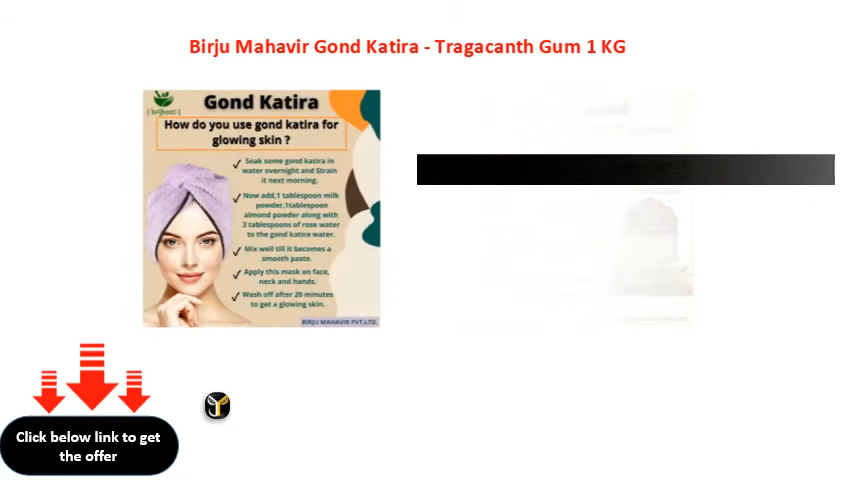 Birju Mahavir Gond Katira - Tragacanth Gum 1 KG
Gond Katira
How do you use gond katira for
glowing skin ?
Soak some gond katira in
water overnight and Strain
it next morning.
Now add,1 tablespoon milk
powder,1tablespoon
almond powder along with
3 tablespoons of rose water
to the gond katira water.
Mix well till it becomes a
smooth paste.
Apply this mask on face,
neck and hands.
Wash off after 20 minutes
to get a glowing skin.
BIRJU MAHAVIR PVT.LTD.
Click below link to get
the offer